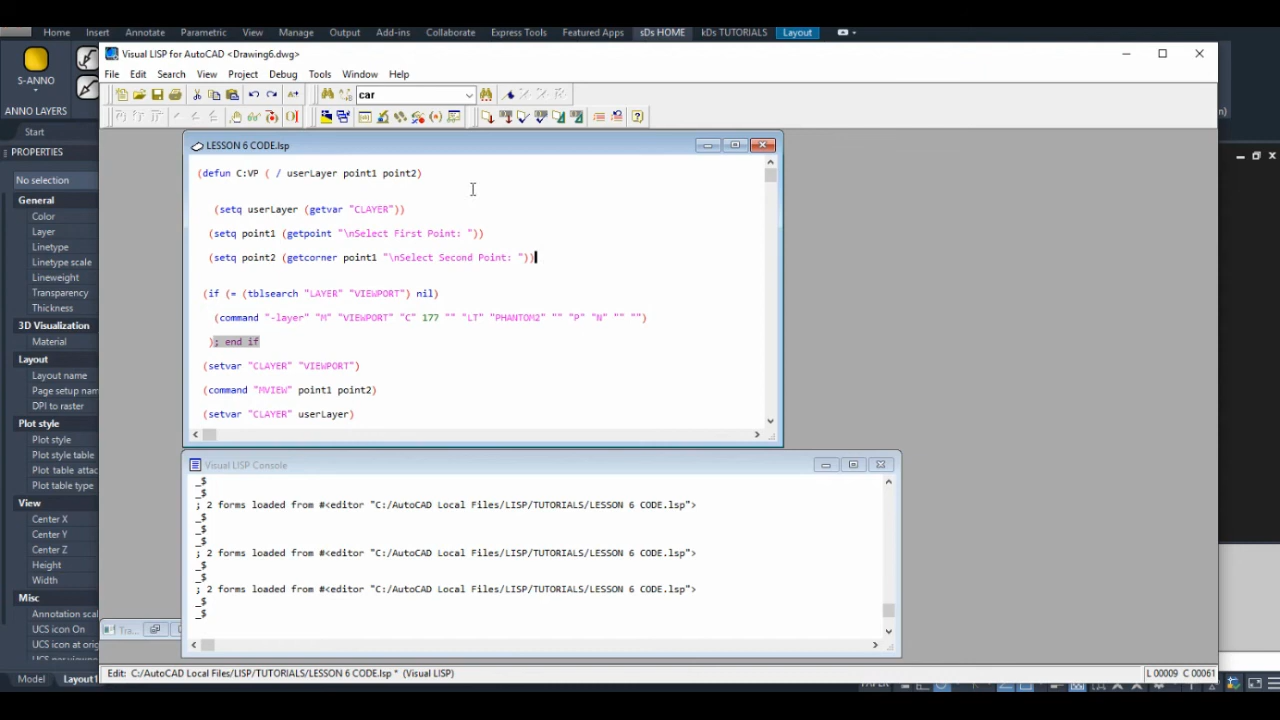 Home Insert Annotate Parametric View Manage Output Add-ins Collaborate Express Tools Featured Apps sDs HOME kDs TUTORIALS Layout
Visual LISP for AutoCAD <Drawing6.dwg>
File Edit Search View Project Debug Tools Window Help
car
S-ANNO
ANNO LAYERS
Start
PROPERTIES
No selection
General
Color
Layer
Linetype
Linetype scale
Lineweight
Transparency
Thickness
3D Visualization
Material
Layout
Layout name
Page setup nam
DPI to raster
Plot style
Plot style
Plot style table
Plot table attac
Plot table type
View
Center X
Center Y
Center Z
Height
Width
Misc
Annotation scal
UCS icon On
UCS icon at orig
Model Layout1
LESSON 6 CODE.lsp
(defun C:VP ( / userLayer point1 point2)
(setq userLayer (getvar "CLAYER"))
(setq point1 (getpoint "\nSelect First Point: "))
(setq point2 (getcorner point1 "\nSelect Second Point: "))
(if (= (tblsearch "LAYER" "VIEWPORT") nil)
(command "-layer" "M" "VIEWPORT" "C" 177 "" "LT" "PHANTOM2" "" "P" "N" "" "")
); end if
(setvar "CLAYER" "VIEWPORT")
(command "MVIEW" point1 point2)
(setvar "CLAYER" userLayer)
Visual LISP Console
_$
_$
; 2 forms loaded from #<editor "C:/AutoCAD Local Files/LISP/TUTORIALS/LESSON 6 CODE.lsp">
_$
_$
_$
; 2 forms loaded from #<editor "C:/AutoCAD Local Files/LISP/TUTORIALS/LESSON 6 CODE.lsp">
_$
_$
; 2 forms loaded from #<editor "C:/AutoCAD Local Files/LISP/TUTORIALS/LESSON 6 CODE.lsp">
_$
_$
Tra...
Edit: C:/AutoCAD Local Files/LISP/TUTORIALS/LESSON 6 CODE.lsp * (Visual LISP)
L 00009 C 00061